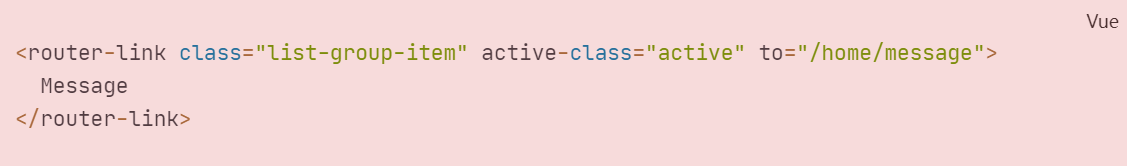 Vue
<router-link class="list-group-item" active-class="active" to="/home/message">
  Message
</router-link>